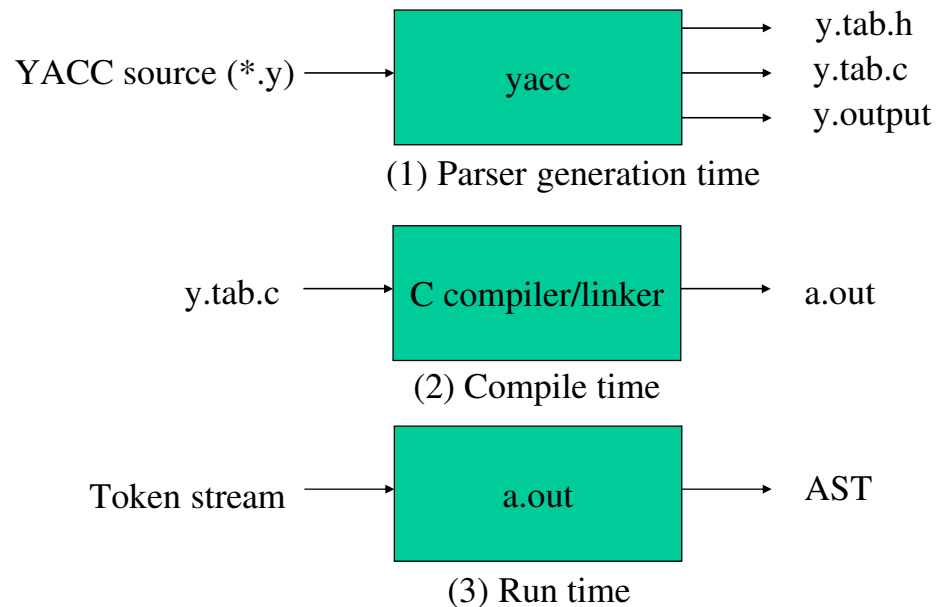 y.tab.h
YACC source (*.y)
yacc
y.tab.c
y.output
(1) Parser generation time
y.tab.c
C compiler/linker
a.out
(2) Compile time
Token stream
a.out
AST
(3) Run time